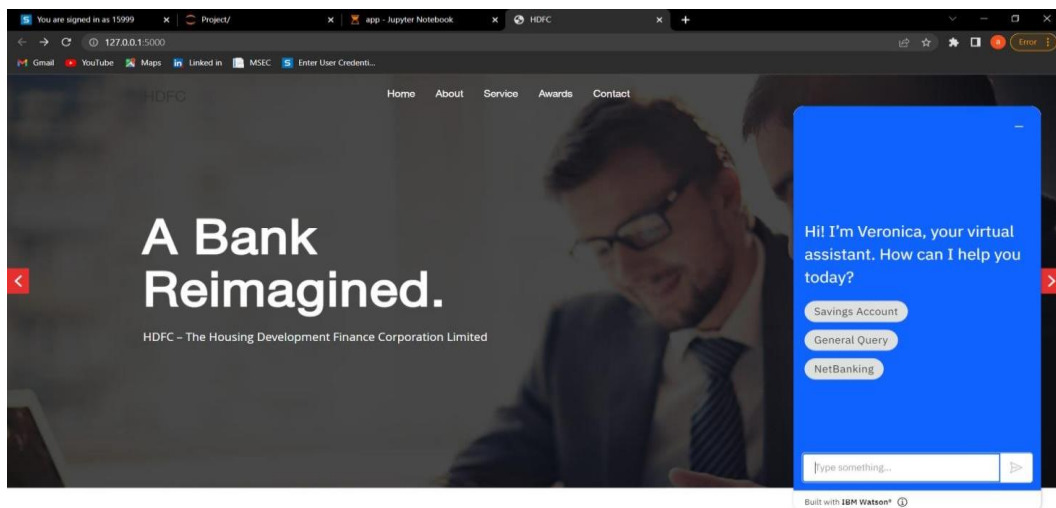 You are signed in as 15999
Project/
app - Jupyter Notebook
HDFC
127.0.0.1:5000
Error
Gmail
YouTube
Maps
Linked in
MSEC
Enter User Credenti...
HDFC
Home About Service Awards Contact
A Bank
Reimagined.
HDFC – The Housing Development Finance Corporation Limited
Hi! I'm Veronica, your virtual
assistant. How can I help you
today?
Savings Account
General Query
NetBanking
Type something...
Built with IBM Watson®